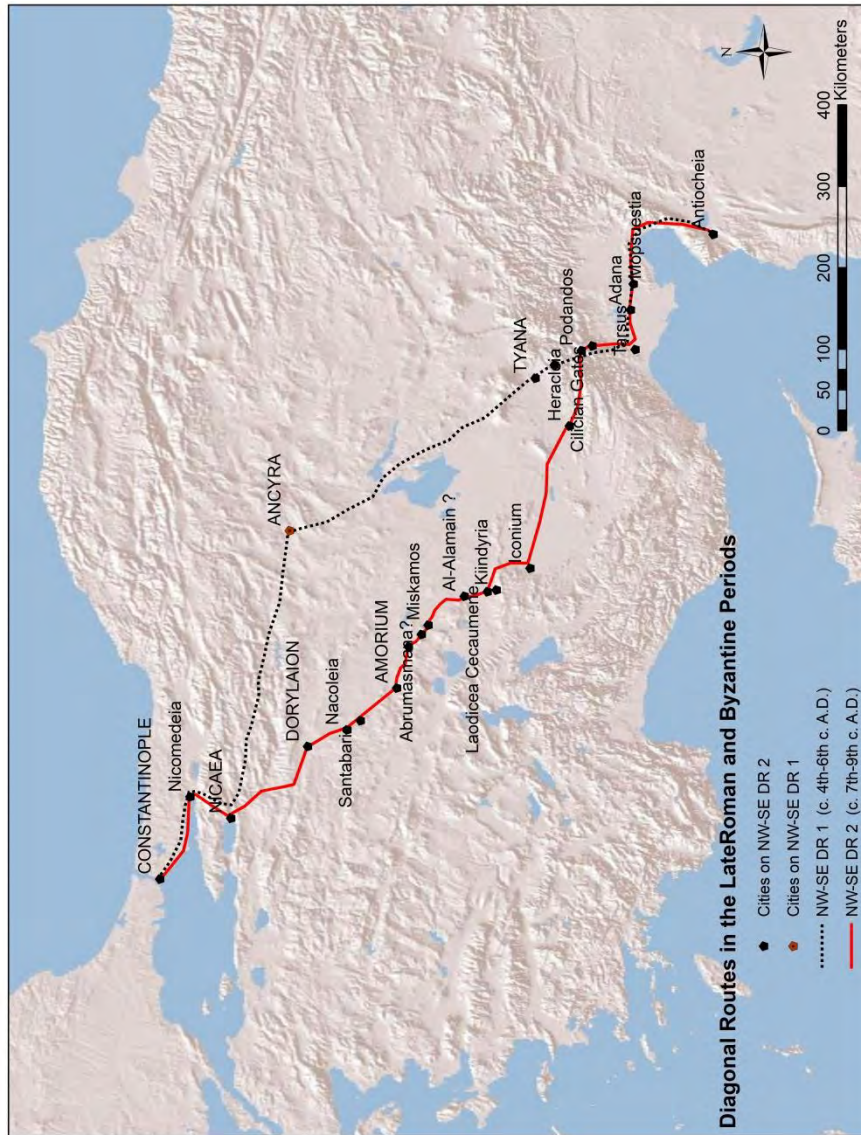 CONSTANTINOPLE
Nicomedeia
NICAEA
ANCYRA
DORYLAION
Nacoleia
Santabaris
AMORIUM
Miskamos
Al-Alamain ?
Kiindyria
Laodicea Cecaumene
Iconium
TYANA
Heracleia
Podandos
Cilician Gates
Adana
Tarsus
Mopsuestia
Antiocheia
N
Diagonal Routes in the LateRoman and Byzantine Periods
Cities on NW-SE DR 2
Cities on NW-SE DR 1
NW-SE DR 1 (c. 4th-6th c. A.D.)
NW-SE DR 2 (c. 7th-9th c. A.D.)
0 50 100 200 300 400
Kilometers